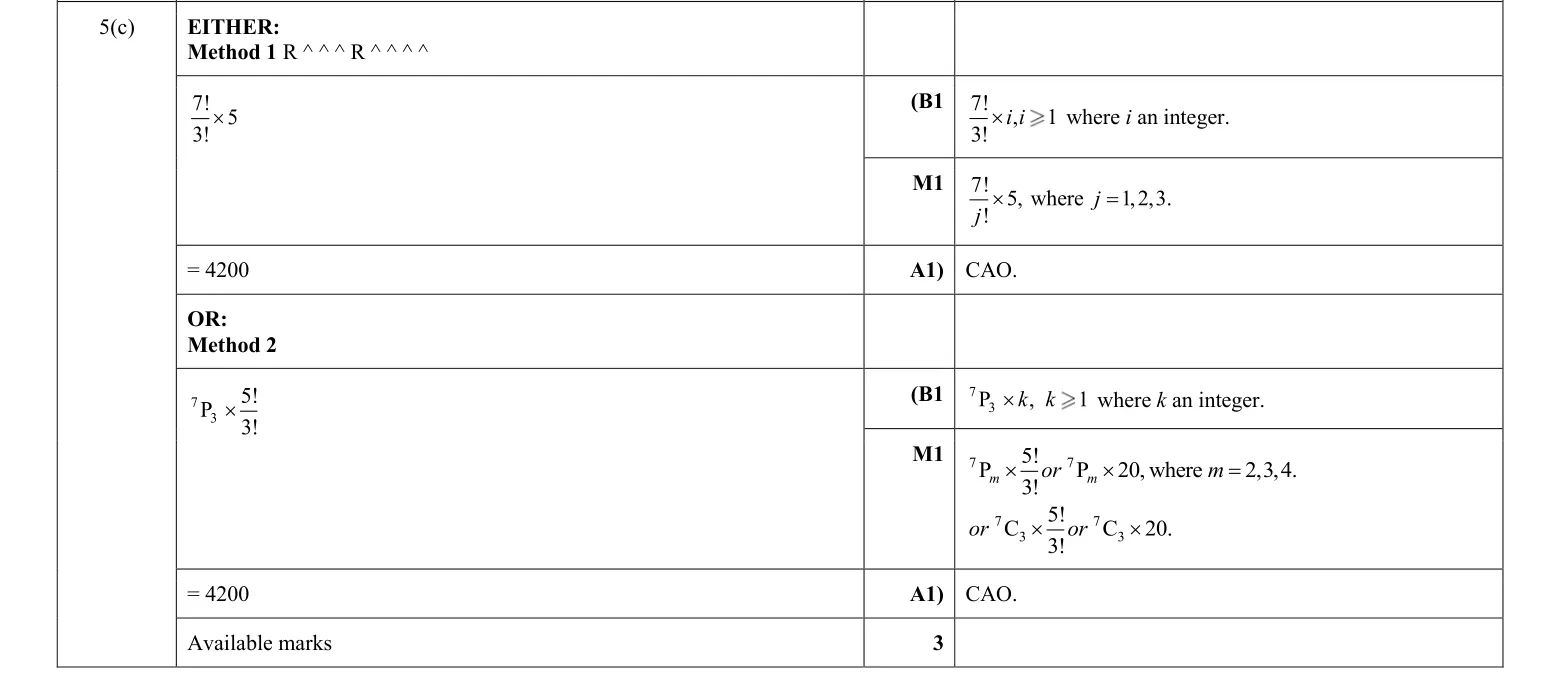 5(c)
EITHER:
Method 1 R ^ ^ ^ R ^ ^ ^ ^
7!/3! × 5
(B1
7!/3! × i, i ⩾ 1 where i an integer.
M1
7!/j! × 5, where j = 1, 2, 3.
= 4200
A1)
CAO.
OR:
Method 2
⁷P₃ × 5!/3!
(B1
⁷P₃ × k, k ⩾ 1 where k an integer.
M1
⁷Pₘ × 5!/3! or ⁷Pₘ × 20, where m = 2, 3, 4.
or ⁷C₃ × 5!/3! or ⁷C₃ × 20.
= 4200
A1)
CAO.
Available marks
3